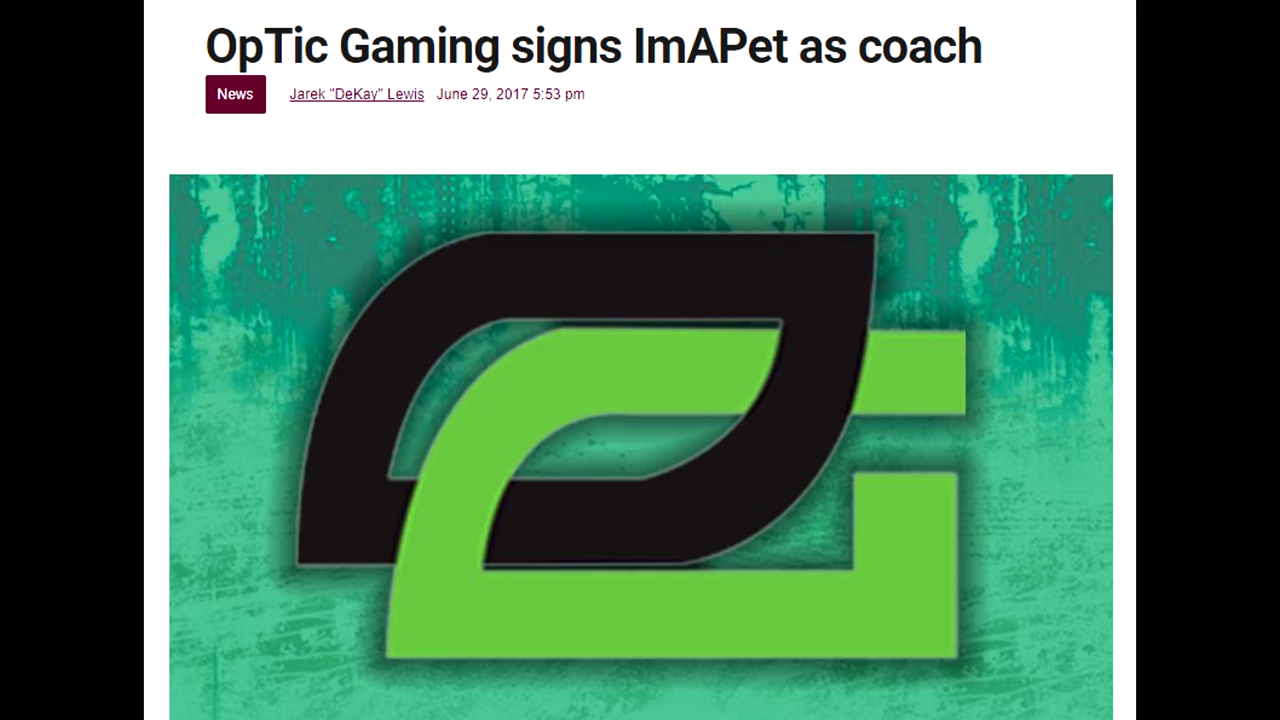 OpTic Gaming signs ImAPet as coach
News Jarek "DeKay" Lewis June 29, 2017 5:53 pm